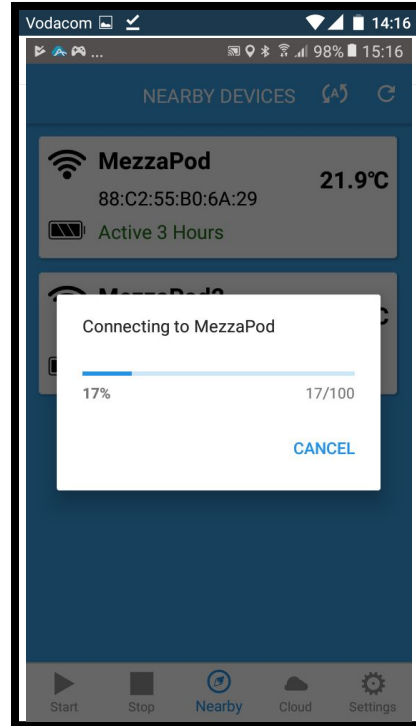 Vodacom 14:16
... 98% 15:16
NEARBY DEVICES
MezzaPod
21.9°C
88:C2:55:B0:6A:29
Active 3 Hours
Connecting to MezzaPod
17% 17/100
CANCEL
Start Stop Nearby Cloud Settings